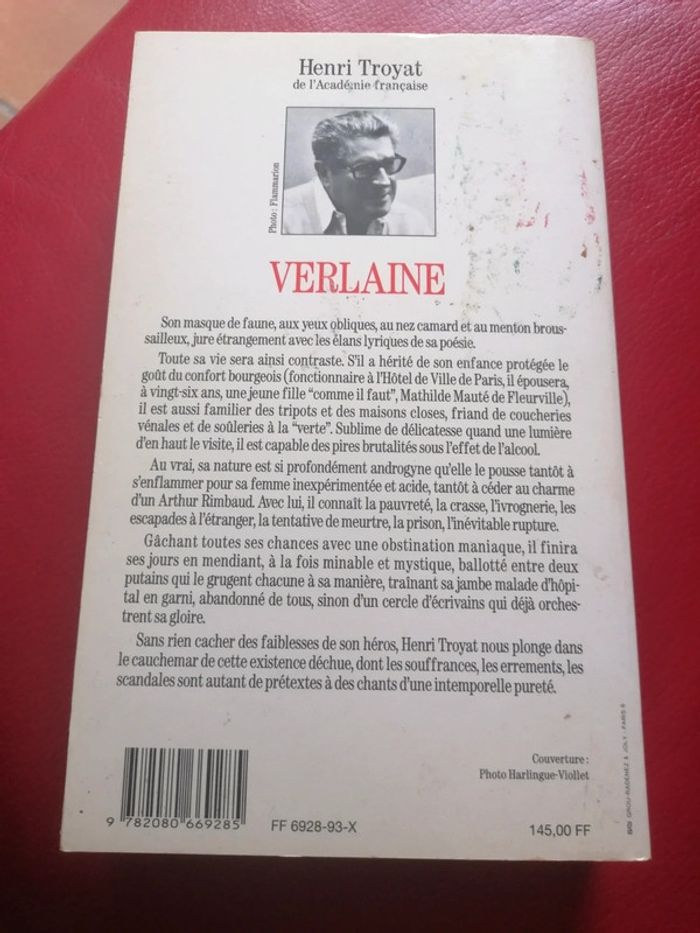 Henri Troyat
de l'Académie française
Photo: Flammarion
VERLAINE
Son masque de faune, aux yeux obliques, au nez camard et au menton brous-
sailleux, jure étrangement avec les élans lyriques de sa poésie.
Toute sa vie sera ainsi contraste. S'il a hérité de son enfance protégée le
goût du confort bourgeois (fonctionnaire à l'Hôtel de Ville de Paris, il épousera,
à vingt-six ans, une jeune fille "comme il faut", Mathilde Mauté de Fleurville),
il est aussi familier des tripots et des maisons closes, friand de coucheries
vénales et de soûleries à la "verte". Sublime de délicatesse quand une lumière
d'en haut le visite, il est capable des pires brutalités sous l'effet de l'alcool.
Au vrai, sa nature est si profondément androgyne qu'elle le pousse tantôt à
s'enflammer pour sa femme inexpérimentée et acide, tantôt à céder au charme
d'un Arthur Rimbaud. Avec lui, il connaît la pauvreté, la crasse, l'ivrognerie, les
escapades à l'étranger, la tentative de meurtre, la prison, l'inévitable rupture.
Gâchant toutes ses chances avec une obstination maniaque, il finira
ses jours en mendiant, à la fois minable et mystique, ballotté entre deux
putains qui le grugent chacune à sa manière, traînant sa jambe malade d'hôpi-
tal en garni, abandonné de tous, sinon d'un cercle d'écrivains qui déjà orches-
trent sa gloire.
Sans rien cacher des faiblesses de son héros, Henri Troyat nous plonge dans
le cauchemar de cette existence déchue, dont les souffrances, les errements, les
scandales sont autant de prétextes à des chants d'une intemporelle pureté.
Couverture:
Photo Harlingue-Viollet
9 782080 669285
FF 6928-93-X
145,00 FF
GROU-RADENEZ & JOLY - PARIS 6